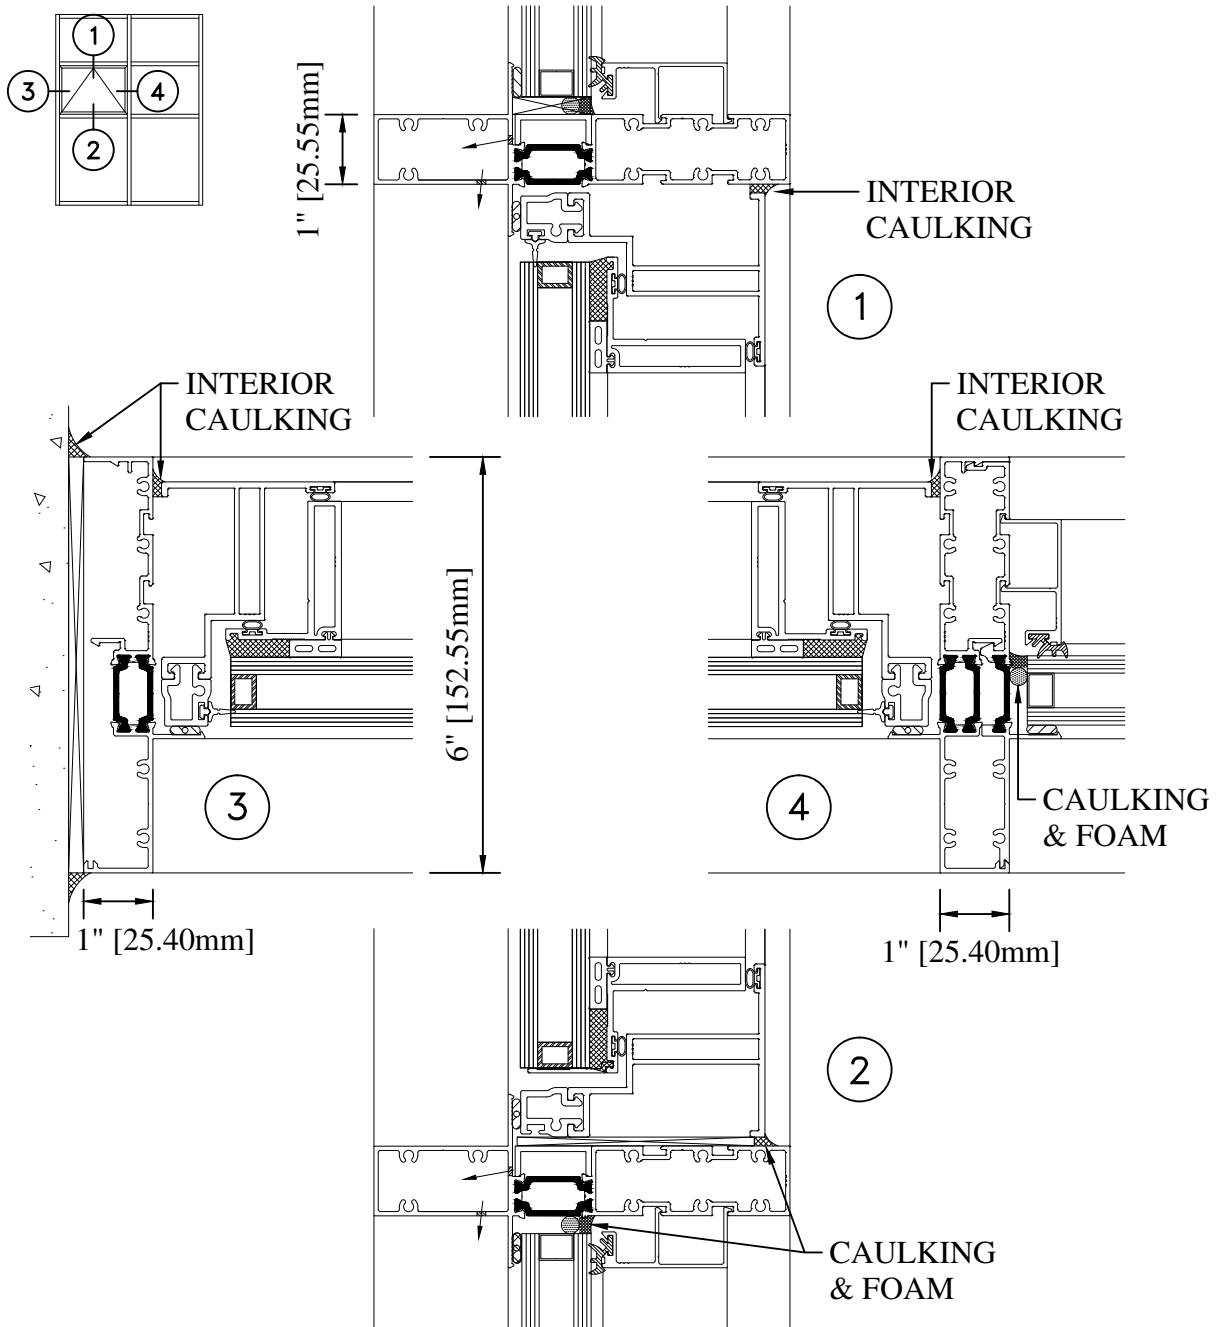 1
3
4
2
1" [25.55mm]
INTERIOR
CAULKING
1
INTERIOR
CAULKING
INTERIOR
CAULKING
6" [152.55mm]
3
4
CAULKING
& FOAM
1" [25.40mm]
1" [25.40mm]
2
CAULKING
& FOAM